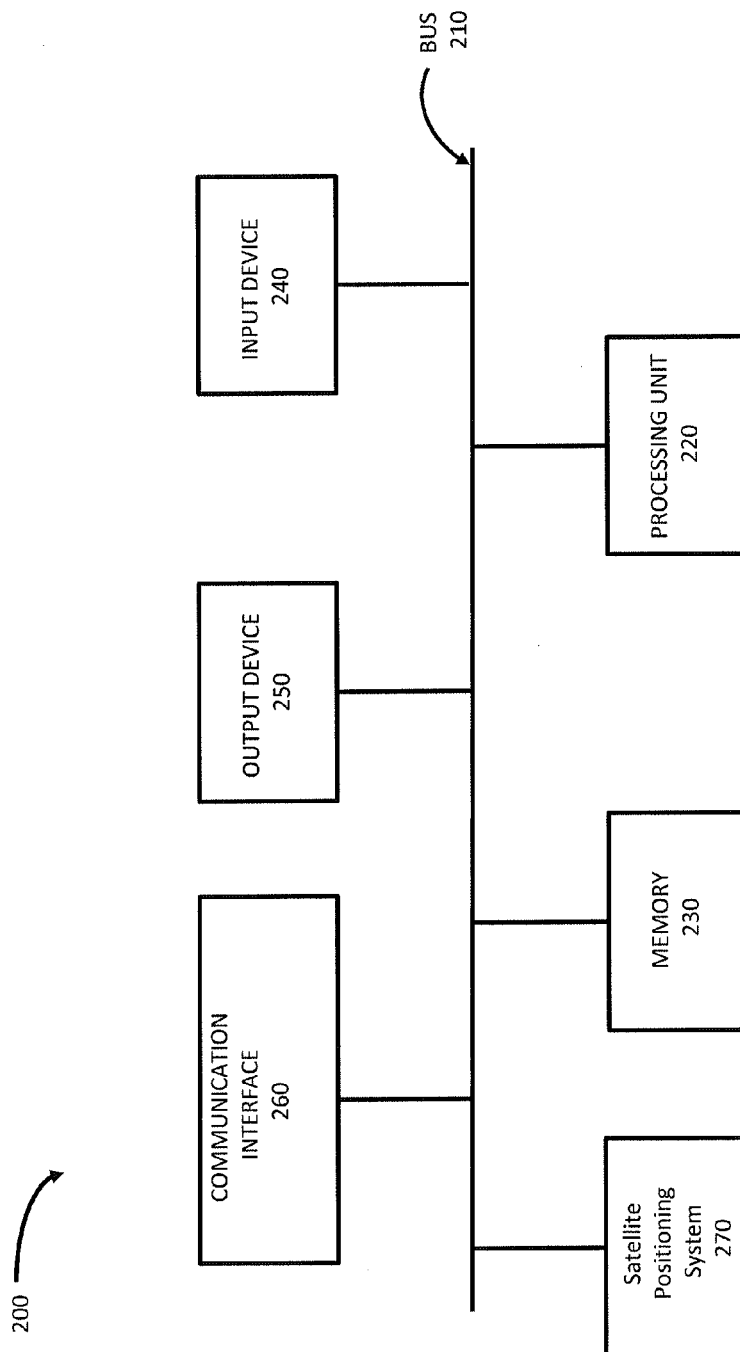 200
COMMUNICATION
INTERFACE
260
OUTPUT DEVICE
250
INPUT DEVICE
240
BUS
210
Satellite
Positioning
System
270
MEMORY
230
PROCESSING UNIT
220